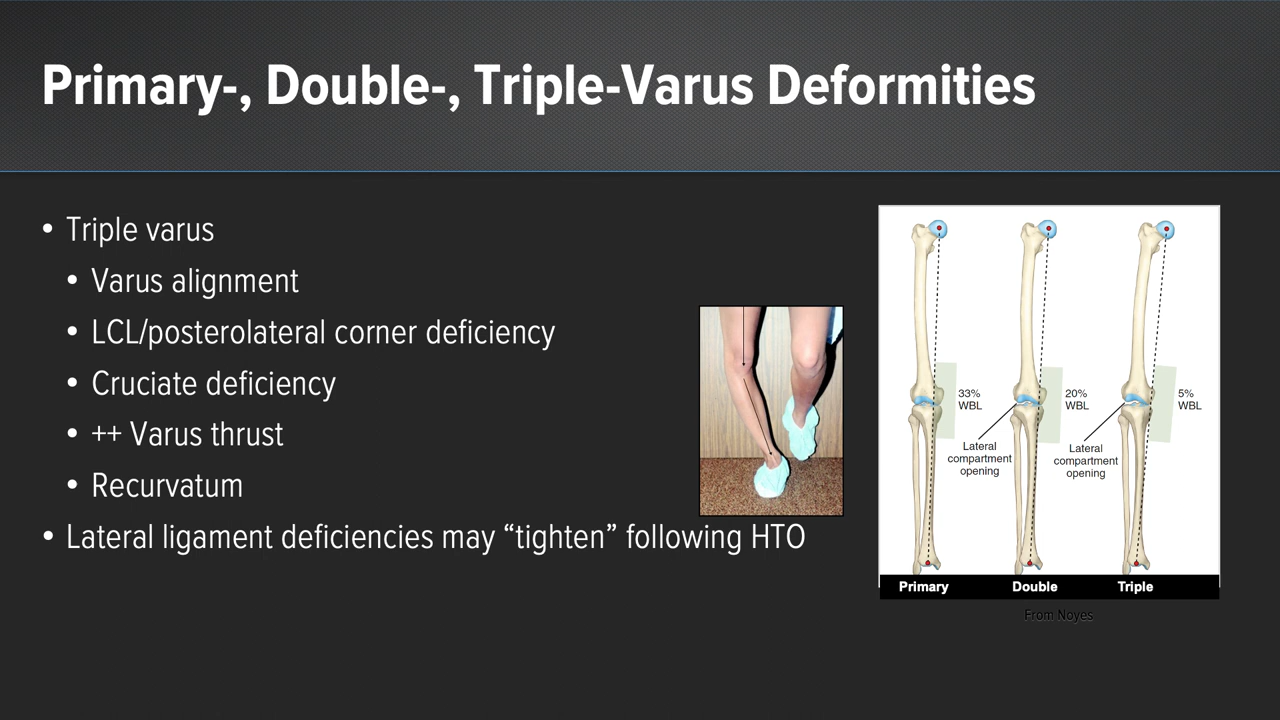 Primary-, Double-, Triple-Varus Deformities
• Triple varus
• Varus alignment
• LCL/posterolateral corner deficiency
• Cruciate deficiency
• ++ Varus thrust
• Recurvatum
• Lateral ligament deficiencies may “tighten” following HTO
33%
WBL
20%
WBL
5%
WBL
Lateral
compartment
opening
Lateral
compartment
opening
Primary
Double
Triple
From Noyes